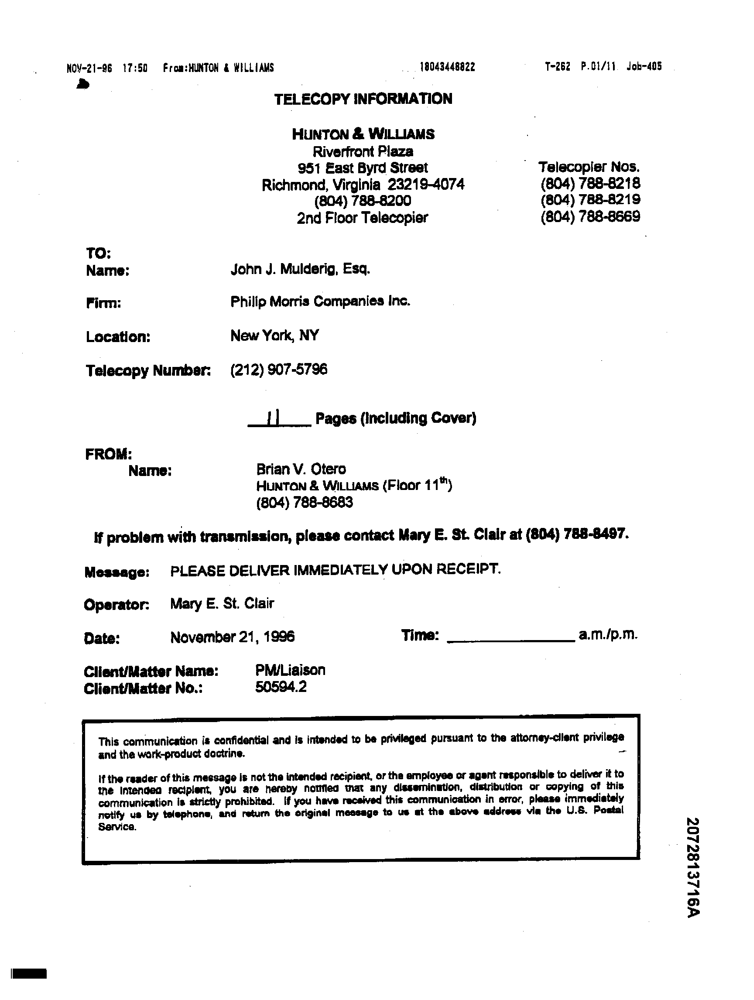 NOV-21-96 17:50 From:HUNTON & WILLIAMS 18043448822 T-262 P.01/11 Job-405
TELECOPY INFORMATION
HUNTON & WILLIAMS
Riverfront Plaza
951 East Byrd Street Telecopier Nos.
Richmond, Virginia 23219-4074 (804) 788-8218
(804) 788-8200 (804) 788-8219
2nd Floor Telecopier (804) 788-8669
TO:
Name: John J. Mulderig, Esq.
Firm: Philip Morris Companies Inc.
Location: New York, NY
Telecopy Number: (212) 907-5796
11 Pages (Including Cover)
FROM:
Name: Brian V. Otero
HUNTON & WILLIAMS (Floor 11th)
(804) 788-8683
If problem with transmission, please contact Mary E. St. Clair at (804) 788-8497.
Message: PLEASE DELIVER IMMEDIATELY UPON RECEIPT.
Operator: Mary E. St. Clair
Date: November 21, 1996 Time: ____________ a.m./p.m.
Client/Matter Name: PM/Liaison
Client/Matter No.: 50594.2
This communication is confidential and is intended to be privileged pursuant to the attorney-client privilege
and the work-product doctrine.
If the reader of this message is not the intended recipient, or the employee or agent responsible to deliver it to
the intended recipient, you are hereby notified that any dissemination, distribution or copying of this
communication is strictly prohibited. If you have received this communication in error, please immediately
notify us by telephone, and return the original message to us at the above address via the U.S. Postal
Service.
2072813716A